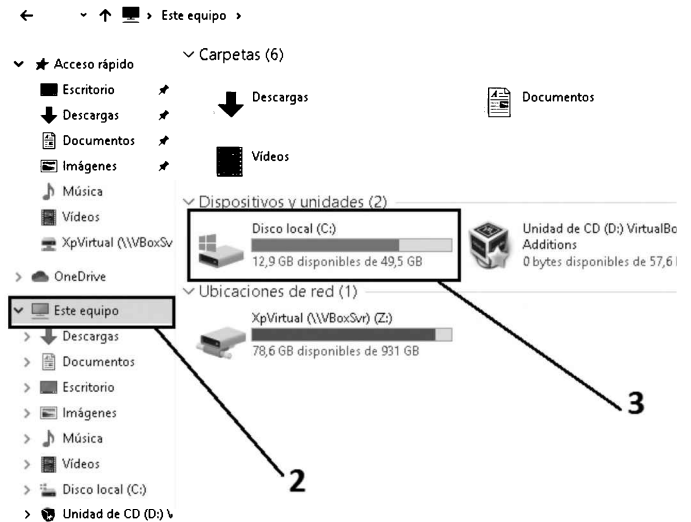 Este equipo
Acceso rápido
Escritorio
Descargas
Documentos
Imágenes
Música
Vídeos
XpVirtual (\\VBoxSv
OneDrive
Este equipo
Descargas
Documentos
Escritorio
Imágenes
Música
Vídeos
Disco local (C:)
Unidad de CD (D:) V
Carpetas (6)
Descargas
Documentos
Vídeos
Dispositivos y unidades (2)
Disco local (C:)
12,9 GB disponibles de 49,5 GB
Unidad de CD (D:) VirtualBo
Additions
0 bytes disponibles de 57,6
Ubicaciones de red (1)
XpVirtual (\\VBoxSvr) (Z:)
78,6 GB disponibles de 931 GB
3
2